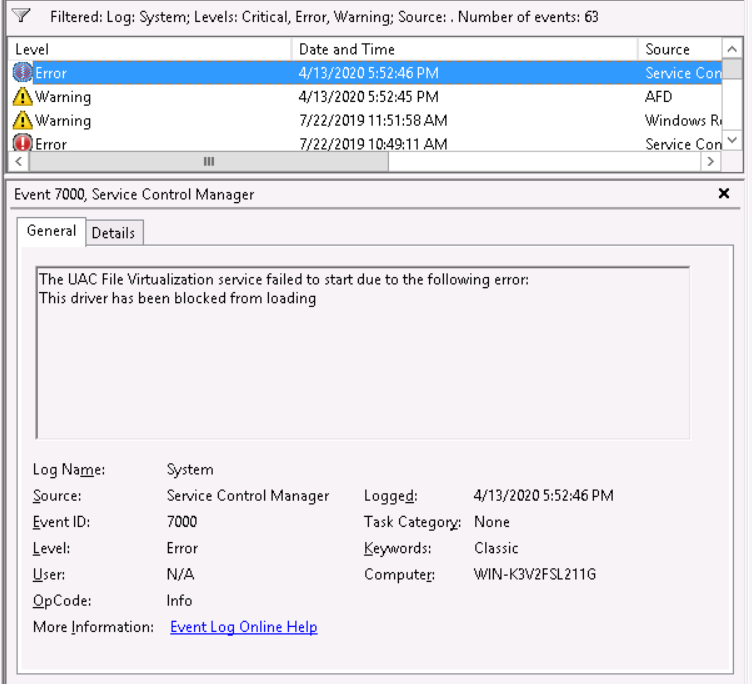 Filtered: Log: System; Levels: Critical, Error, Warning; Source: . Number of events: 63
Level Date and Time Source
Error 4/13/2020 5:52:46 PM Service Con
Warning 4/13/2020 5:52:45 PM AFD
Warning 7/22/2019 11:51:58 AM Windows Re
Error 7/22/2019 10:49:11 AM Service Con
Event 7000, Service Control Manager
General Details
The UAC File Virtualization service failed to start due to the following error:
This driver has been blocked from loading
Log Name: System
Source: Service Control Manager Logged: 4/13/2020 5:52:46 PM
Event ID: 7000 Task Category: None
Level: Error Keywords: Classic
User: N/A Computer: WIN-K3V2FSL211G
OpCode: Info
More Information: Event Log Online Help